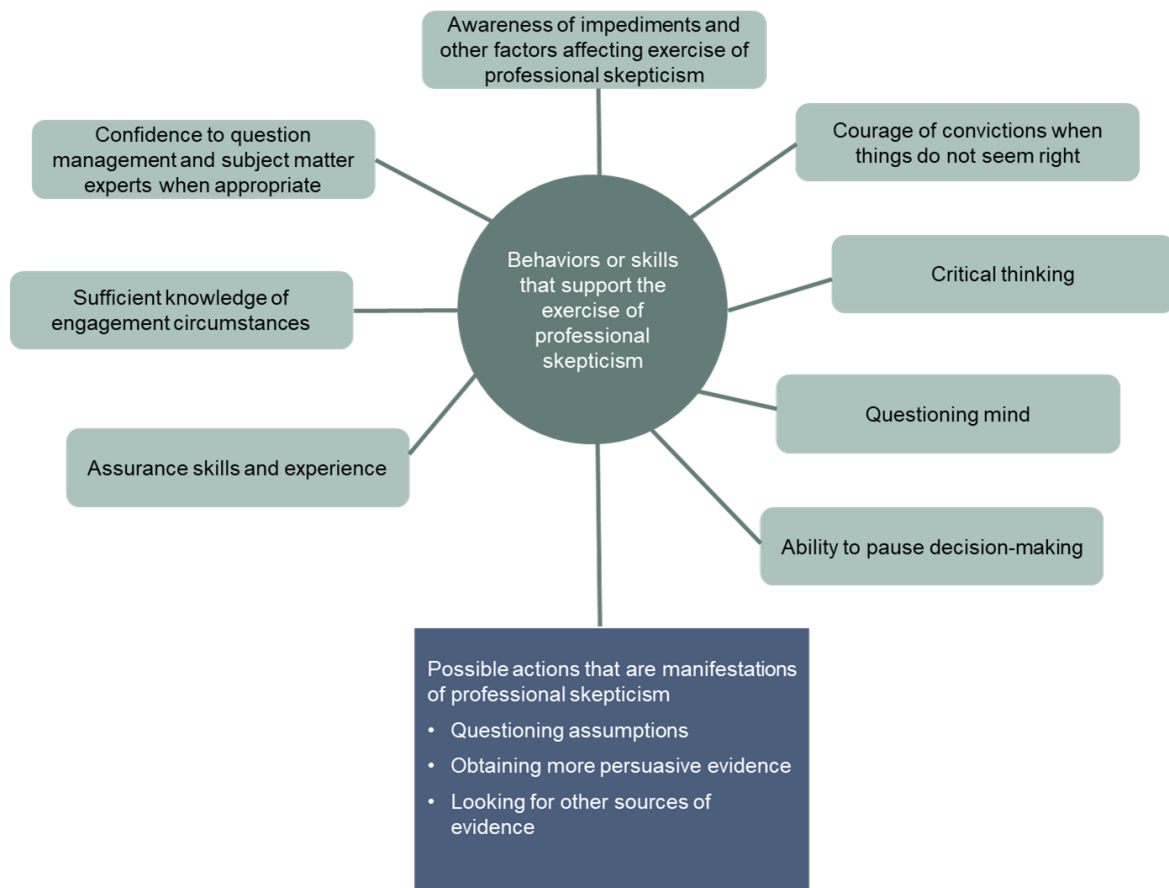 Awareness of impediments and
other factors affecting exercise of
professional skepticism
Confidence to question
management and subject matter
experts when appropriate
Courage of convictions when
things do not seem right
Behaviors or skills
that support the
exercise of
professional
skepticism
Critical thinking
Sufficient knowledge of
engagement circumstances
Questioning mind
Assurance skills and experience
Ability to pause decision-making
Possible actions that are manifestations
of professional skepticism
• Questioning assumptions
• Obtaining more persuasive evidence
• Looking for other sources of
evidence